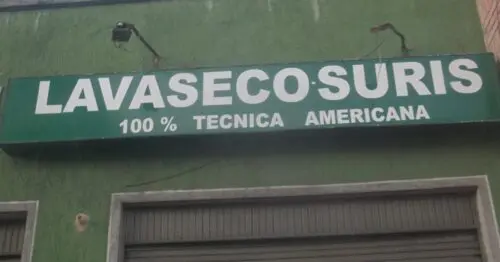 LAVASECO·SURIS
100 % TECNICA AMERICANA